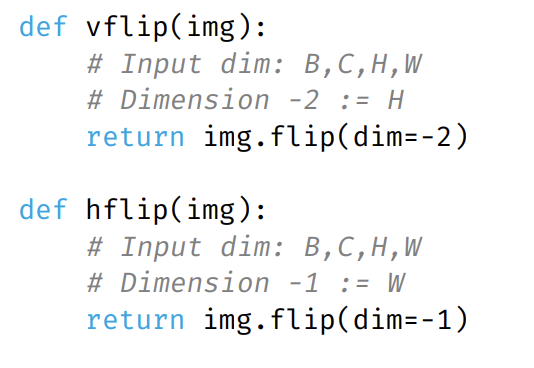 def vflip(img):
    # Input dim: B,C,H,W
    # Dimension -2 := H
    return img.flip(dim=-2)

def hflip(img):
    # Input dim: B,C,H,W
    # Dimension -1 := W
    return img.flip(dim=-1)